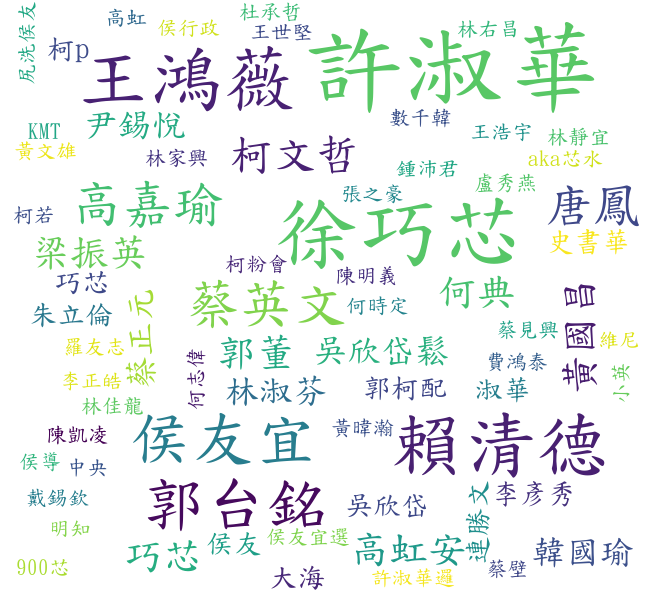 高虹
杜承哲
侯行政
王世堅
林右昌
尻洗侯友
柯p
王鴻薇
許淑華
KMT
尹錫悅
數千韓
王浩宇
林靜宜
黃文雄
林家興
柯文哲
鍾沛君
aka芯水
高嘉瑜
張之豪
盧秀燕
唐鳳
柯若
徐巧芯
梁振英
史書華
柯粉會
陳明義
巧芯
蔡英文
何典
朱立倫
蔡正元
何時定
黃國昌
蔡見興
維尼
羅友志
郭董
吳欣岱鬆
費鴻泰
李正皓
何志偉
林淑芬
郭柯配
淑華
小英
林佳龍
陳凱凌
侯友宜
黃暐瀚
賴清德
侯導
中央
戴錫欽
郭台銘
吳欣岱
連勝文
李彥秀
明知
900芯
巧芯
侯友
侯友宜選
高虹安
韓國瑜
大海
許淑華邏
蔡壁